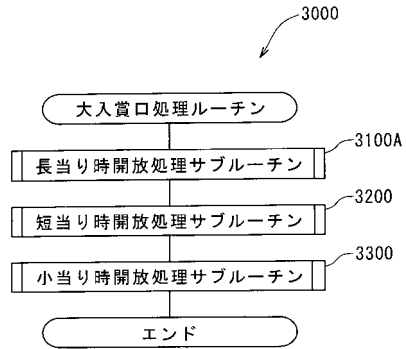 3000
大入賞口処理ルーチン
3100A
長当り時開放処理サブルーチン
3200
短当り時開放処理サブルーチン
3300
小当り時開放処理サブルーチン
エンド